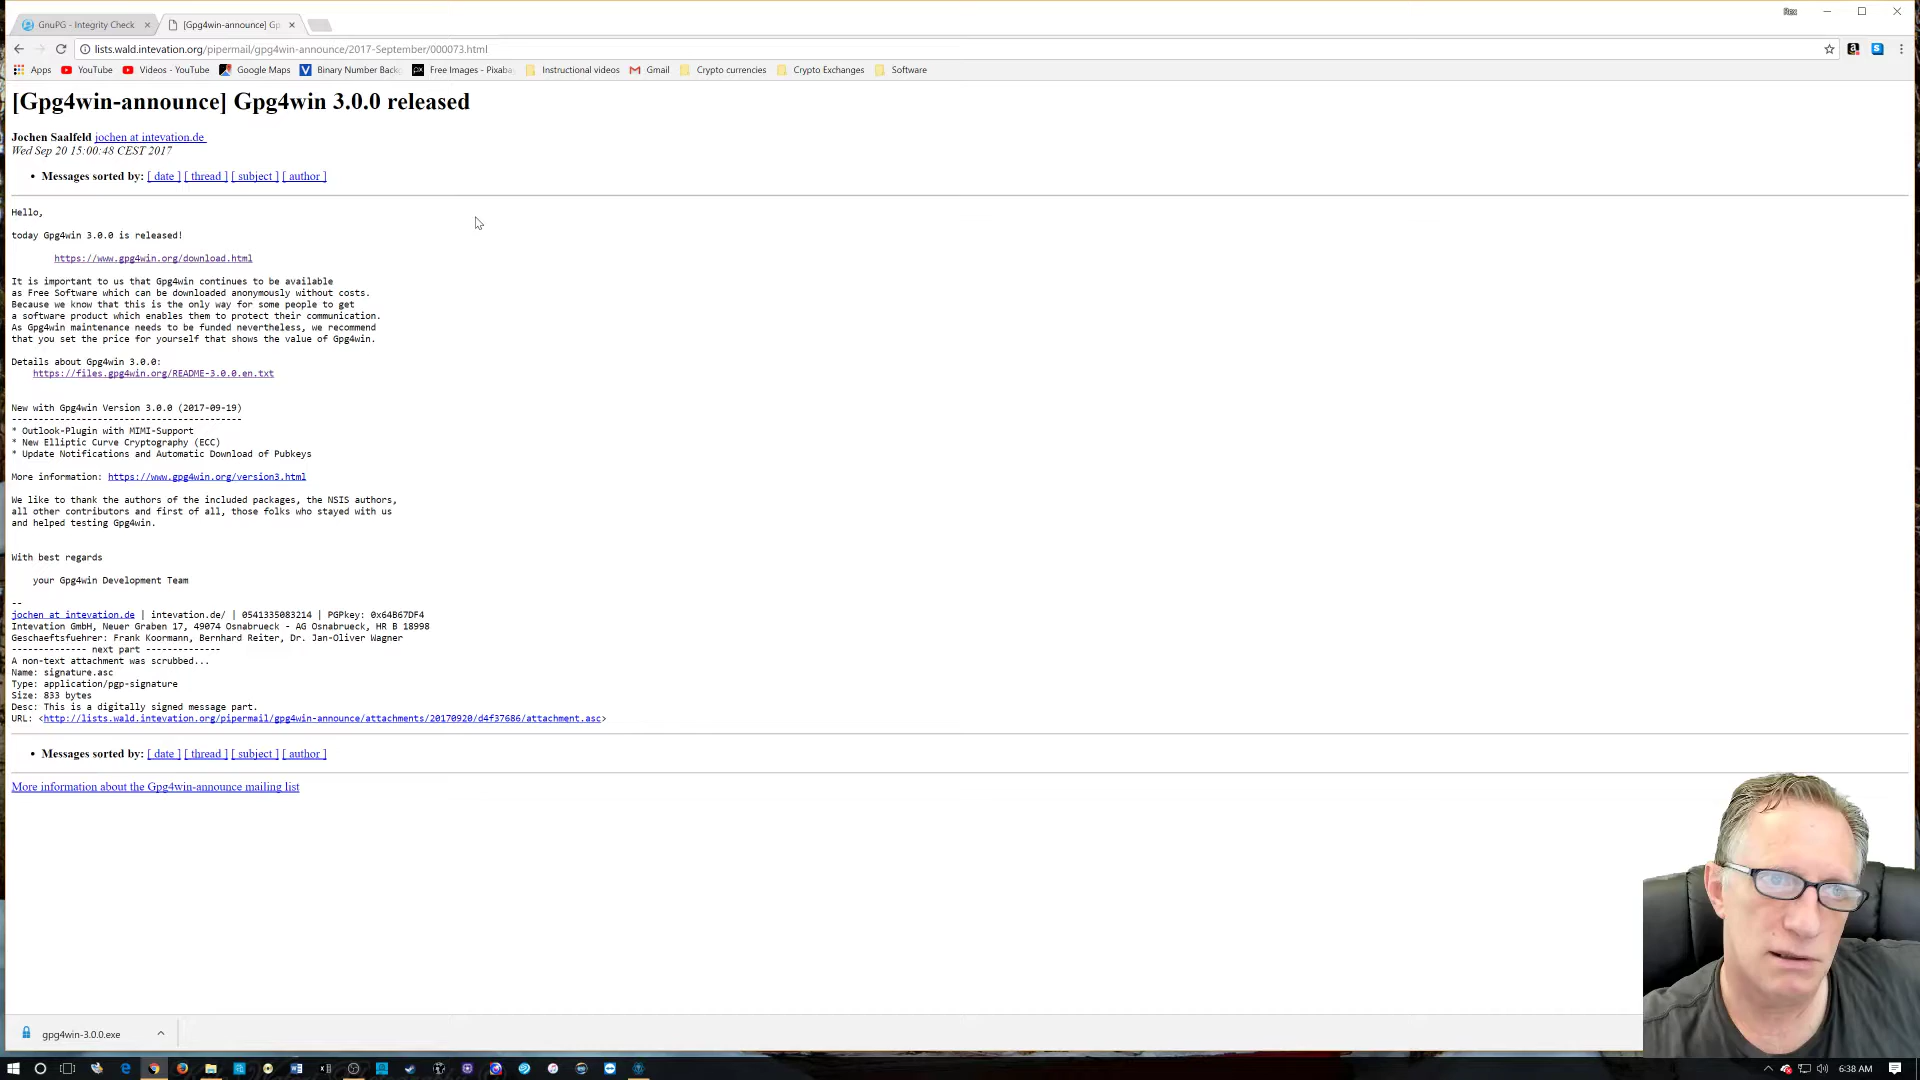 GnuPG - Integrity Check
[Gpg4win-announce] Gp
Rex
lists.wald.intevation.org/pipermail/gpg4win-announce/2017-September/000073.html
Apps YouTube Videos - YouTube Google Maps Binary Number Back Free Images - Pixaba Instructional videos Gmail Crypto currencies Crypto Exchanges Software
[Gpg4win-announce] Gpg4win 3.0.0 released
Jochen Saalfeld jochen at intevation.de
Wed Sep 20 15:00:48 CEST 2017
• Messages sorted by: [ date ] [ thread ] [ subject ] [ author ]
Hello,
today Gpg4win 3.0.0 is released!
https://www.gpg4win.org/download.html
It is important to us that Gpg4win continues to be available
as Free Software which can be downloaded anonymously without costs.
Because we know that this is the only way for some people to get
a software product which enables them to protect their communication.
As Gpg4win maintenance needs to be funded nevertheless, we recommend
that you set the price for yourself that shows the value of Gpg4win.
Details about Gpg4win 3.0.0:
https://files.gpg4win.org/README-3.0.0.en.txt
New with Gpg4win Version 3.0.0 (2017-09-19)
-------------------------------------------
* Outlook-Plugin with MIMI-Support
* New Elliptic Curve Cryptography (ECC)
* Update Notifications and Automatic Download of Pubkeys
More information: https://www.gpg4win.org/version3.html
We like to thank the authors of the included packages, the NSIS authors,
all other contributors and first of all, those folks who stayed with us
and helped testing Gpg4win.
With best regards
your Gpg4win Development Team
--
jochen at intevation.de | intevation.de/ | 0541335083214 | PGPkey: 0x64B67DF4
Intevation GmbH, Neuer Graben 17, 49074 Osnabrueck - AG Osnabrueck, HR B 18998
Geschaeftsfuehrer: Frank Koormann, Bernhard Reiter, Dr. Jan-Oliver Wagner
-------------- next part --------------
A non-text attachment was scrubbed...
Name: signature.asc
Type: application/pgp-signature
Size: 833 bytes
Desc: This is a digitally signed message part.
URL: <http://lists.wald.intevation.org/pipermail/gpg4win-announce/attachments/20170920/d4f37686/attachment.asc>
• Messages sorted by: [ date ] [ thread ] [ subject ] [ author ]
More information about the Gpg4win-announce mailing list
gpg4win-3.0.0.exe
6:38 AM